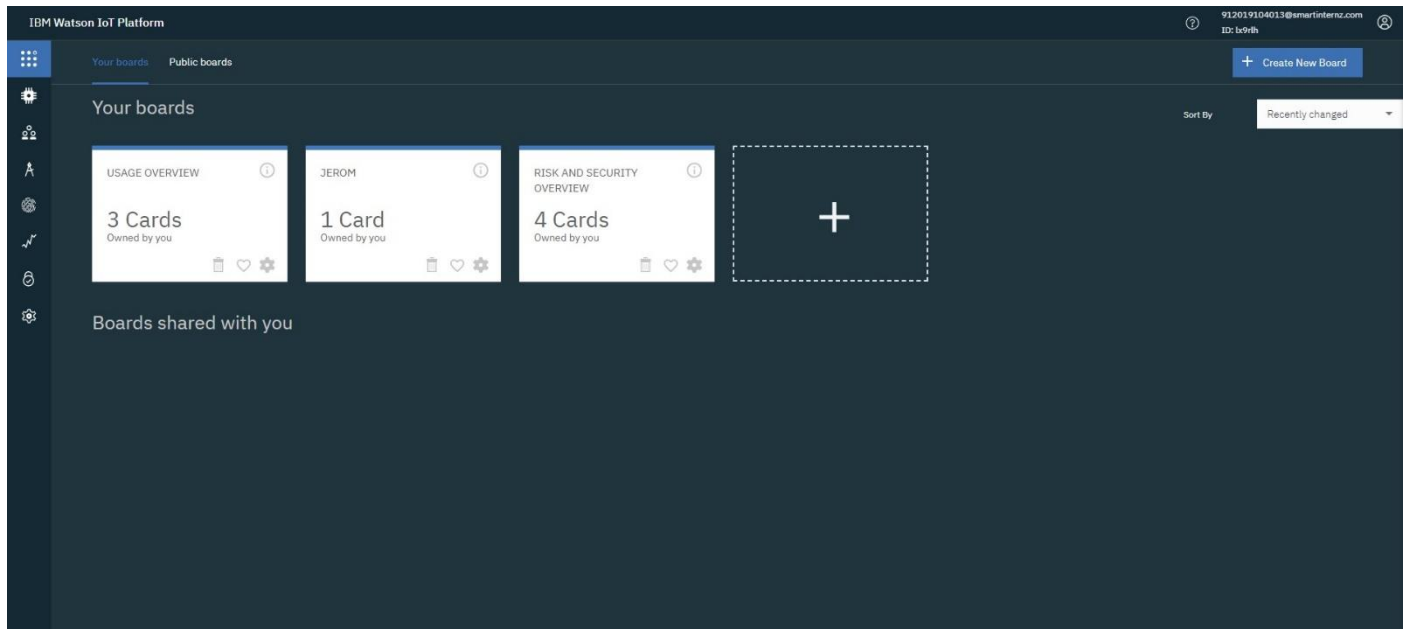 IBM Watson IoT Platform
912019104013@smartinternz.com
ID: lx9rlh
Your boards
Public boards
Create New Board
Your boards
Sort By
Recently changed
USAGE OVERVIEW
3 Cards
Owned by you
JEROM
1 Card
Owned by you
RISK AND SECURITY
OVERVIEW
4 Cards
Owned by you
Boards shared with you